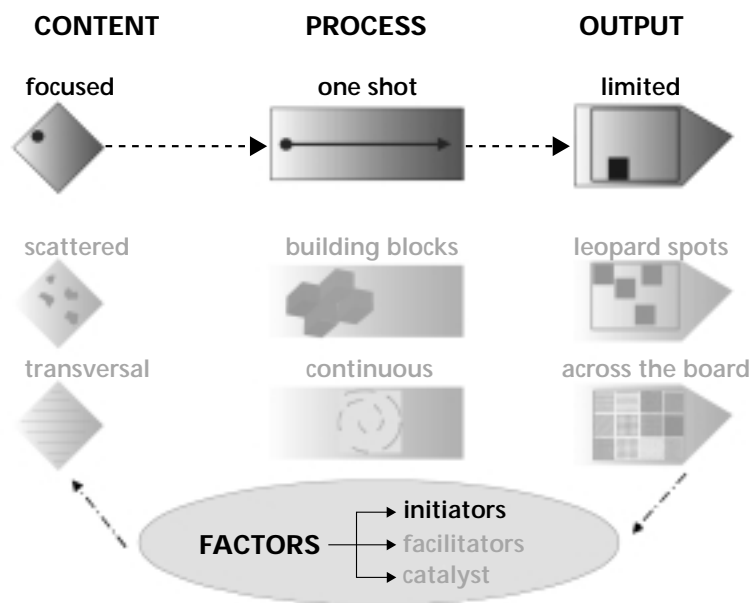 CONTENT PROCESS OUTPUT
focused one shot limited
scattered building blocks leopard spots
transversal continuous across the board
initiators
FACTORS facilitators
catalyst